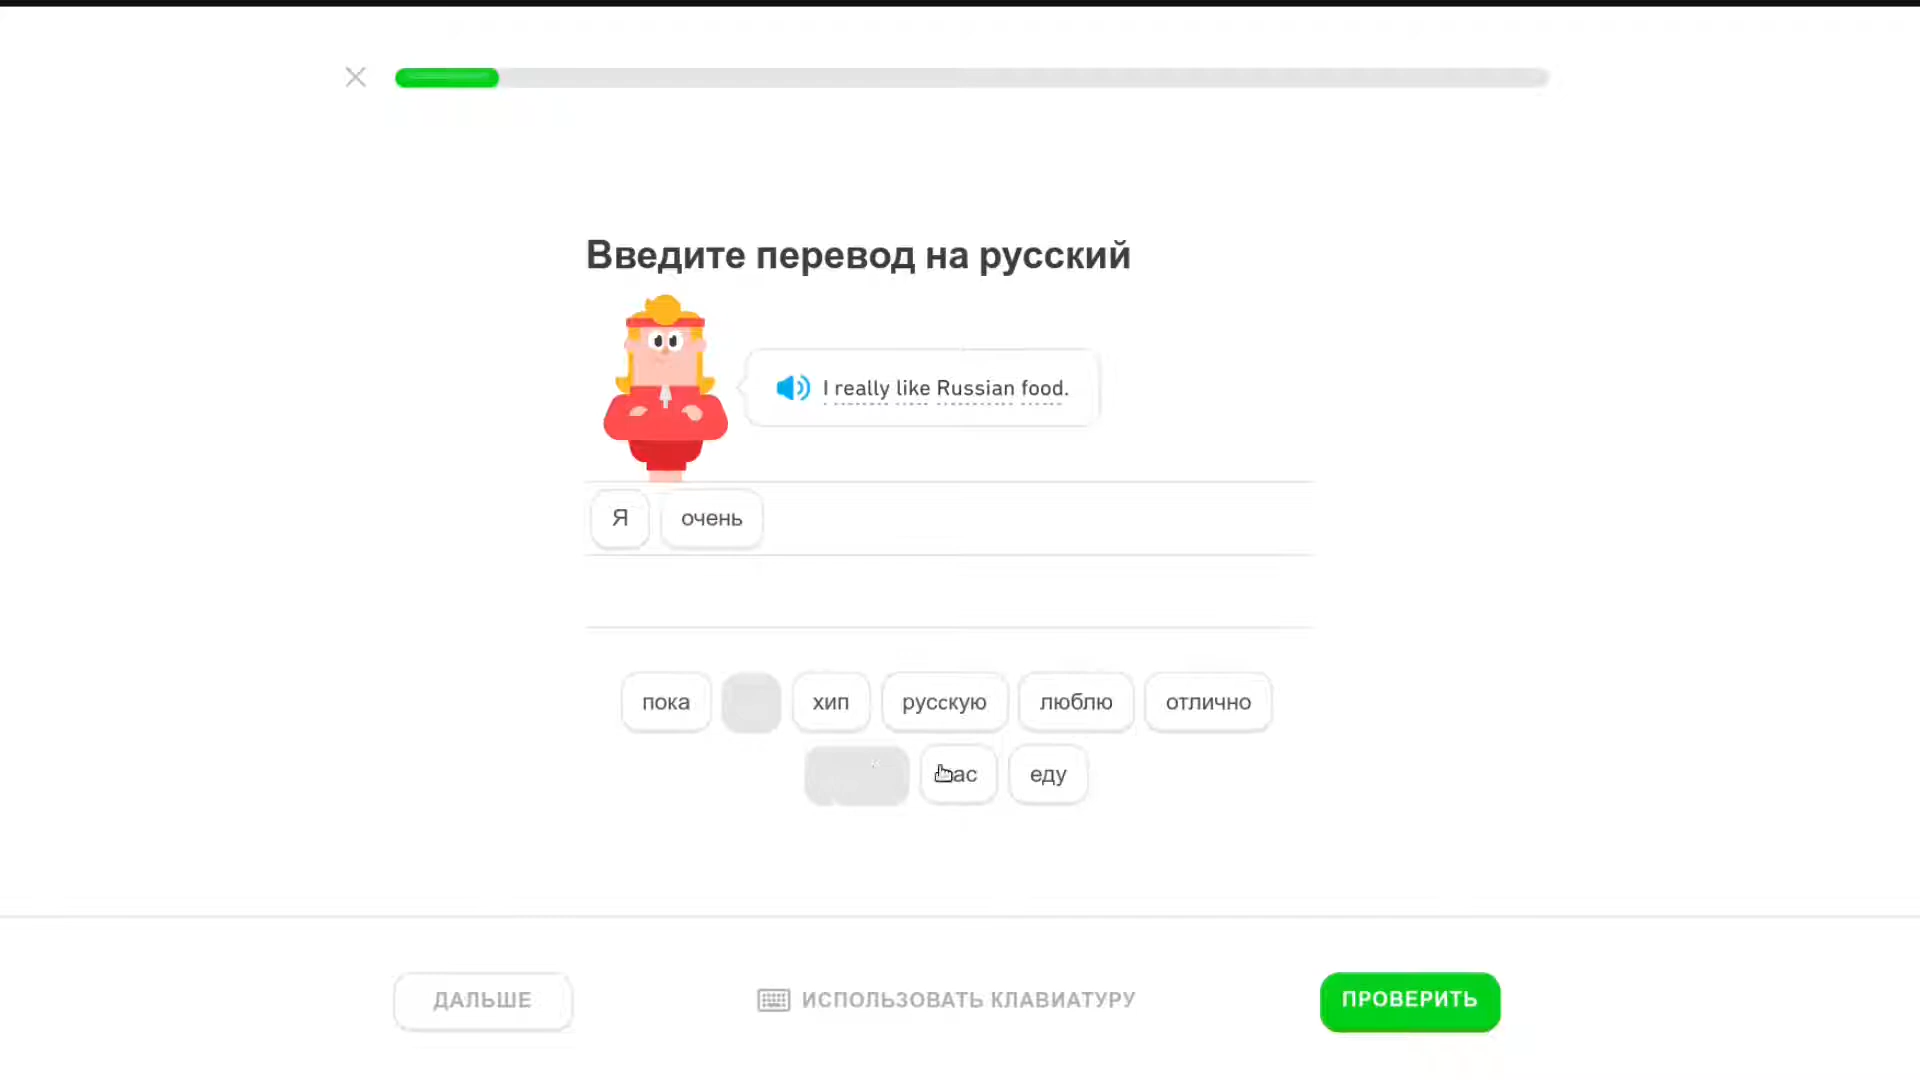 Введите перевод на русский
I really like Russian food.
Я очень
пока хип русскую люблю отлично
еду
ДАЛЬШЕ ИСПОЛЬЗОВАТЬ КЛАВИАТУРУ ПРОВЕРИТЬ